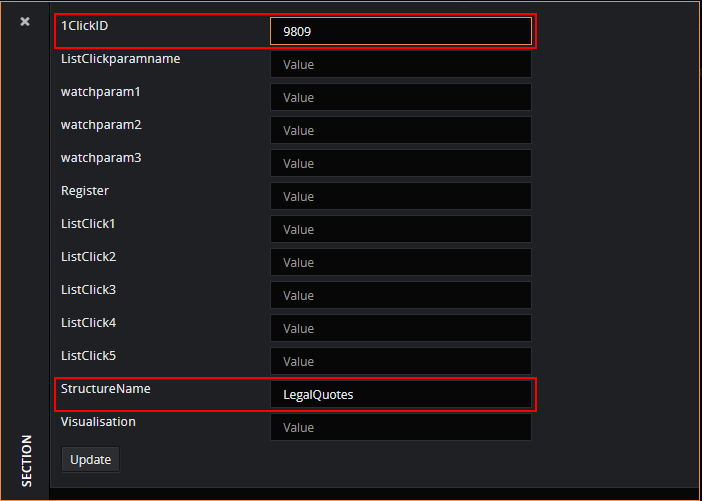 1ClickID 9809
ListClickparamname Value
watchparam1 Value
watchparam2 Value
watchparam3 Value
Register Value
ListClick1 Value
ListClick2 Value
ListClick3 Value
ListClick4 Value
ListClick5 Value
StructureName LegalQuotes
Visualisation Value
Update
SECTION